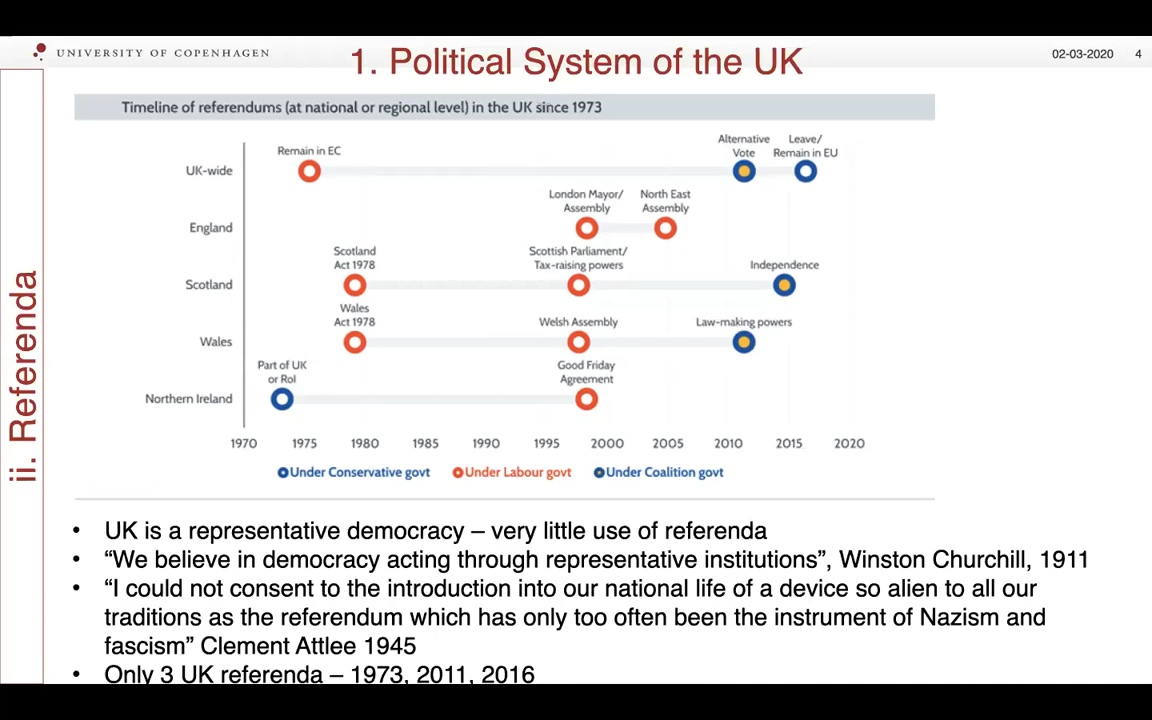 UNIVERSITY OF COPENHAGEN
1. Political System of the UK
02-03-2020 4
ii. Referenda
Timeline of referendums (at national or regional level) in the UK since 1973
Remain in EC
Alternative Vote
Leave/ Remain in EU
UK-wide
London Mayor/ Assembly
North East Assembly
England
Scotland Act 1978
Scottish Parliament/ Tax-raising powers
Independence
Scotland
Wales Act 1978
Welsh Assembly
Law-making powers
Wales
Part of UK or RoI
Good Friday Agreement
Northern Ireland
1970 1975 1980 1985 1990 1995 2000 2005 2010 2015 2020
Under Conservative govt Under Labour govt Under Coalition govt
• UK is a representative democracy – very little use of referenda
• “We believe in democracy acting through representative institutions”, Winston Churchill, 1911
• “I could not consent to the introduction into our national life of a device so alien to all our
traditions as the referendum which has only too often been the instrument of Nazism and
fascism” Clement Attlee 1945
• Only 3 UK referenda – 1973, 2011, 2016